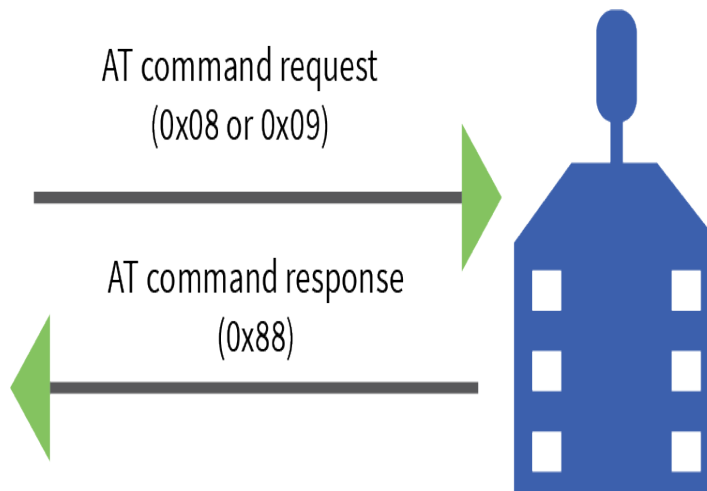 AT command request
(0x08 or 0x09)
AT command response
(0x88)